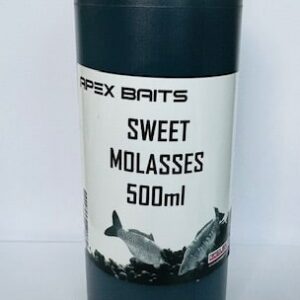 APEX BAITS
SWEET
MOLASSES
500ml